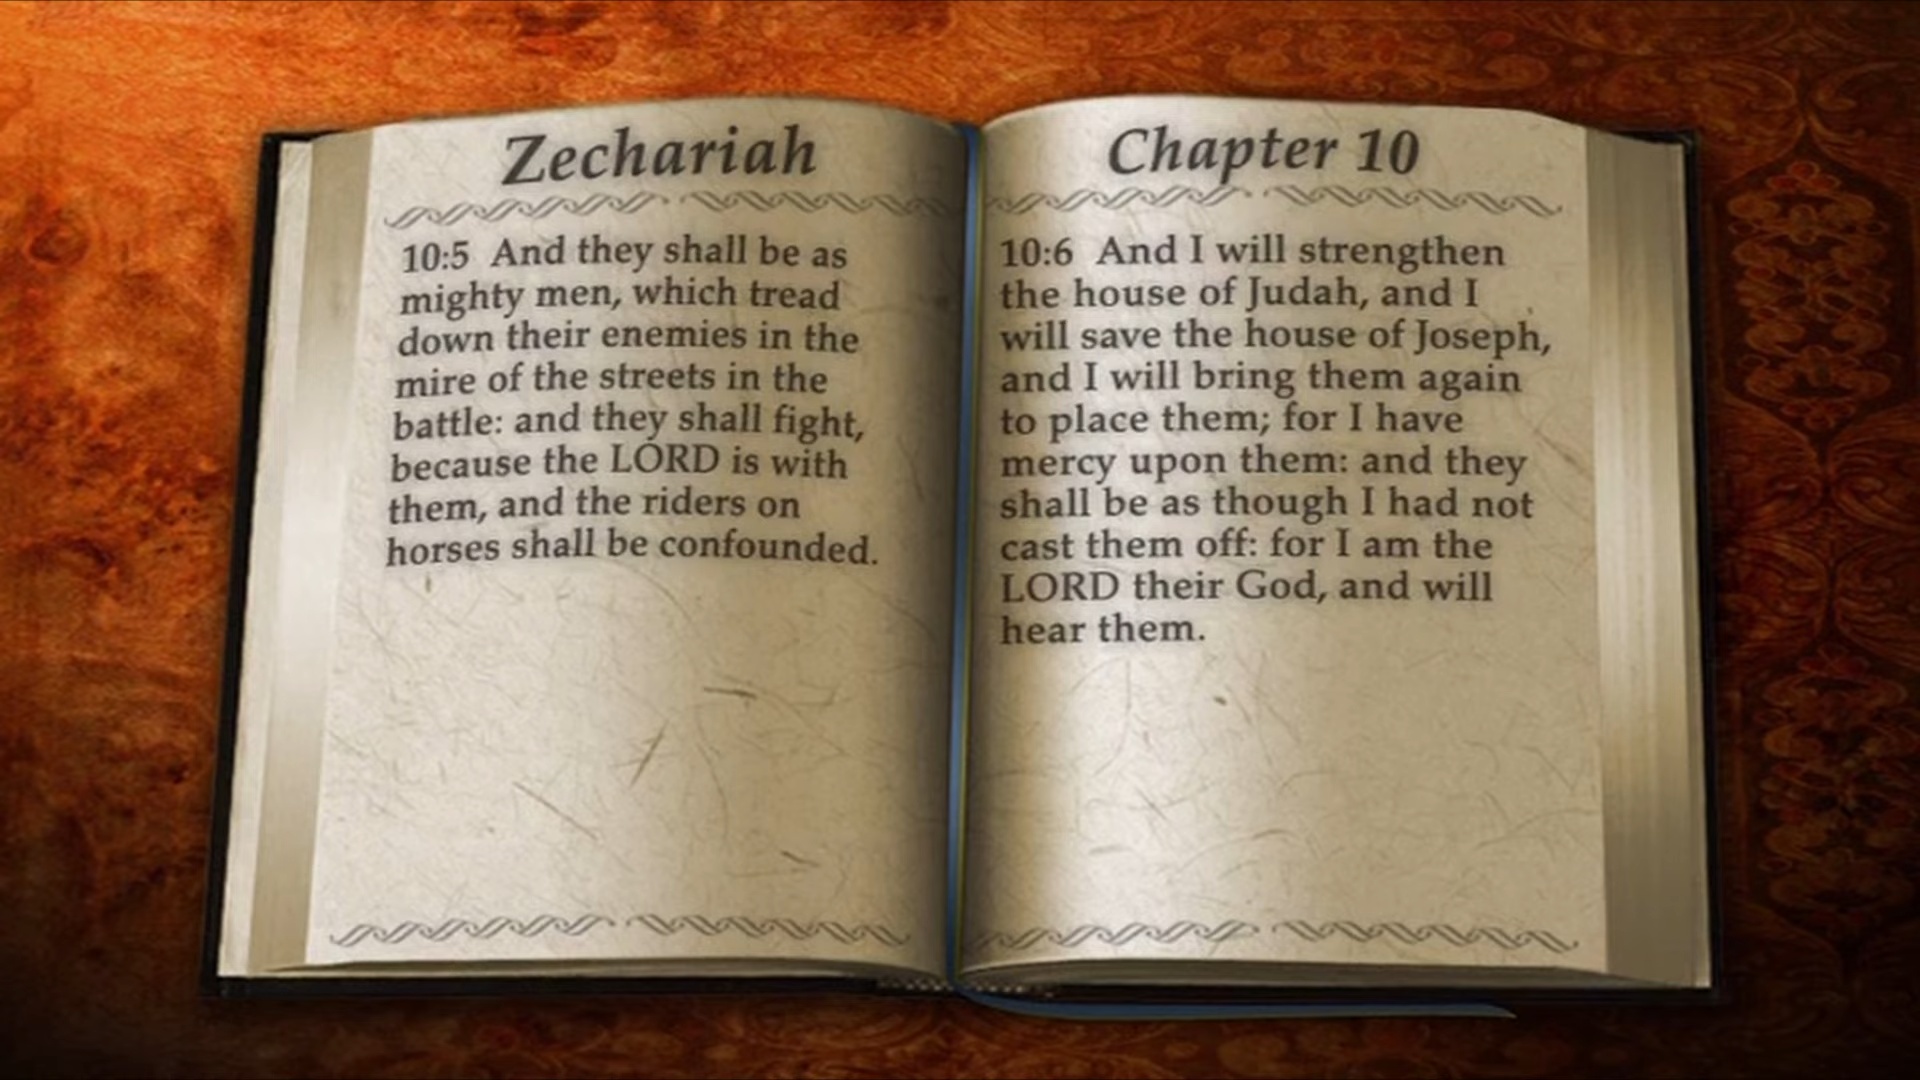 Zechariah
10:5 And they shall be as
mighty men, which tread
down their enemies in the
mire of the streets in the
battle: and they shall fight,
because the LORD is with
them, and the riders on
horses shall be confounded.
Chapter 10
10:6 And I will strengthen
the house of Judah, and I
will save the house of Joseph,
and I will bring them again
to place them; for I have
mercy upon them: and they
shall be as though I had not
cast them off: for I am the
LORD their God, and will
hear them.